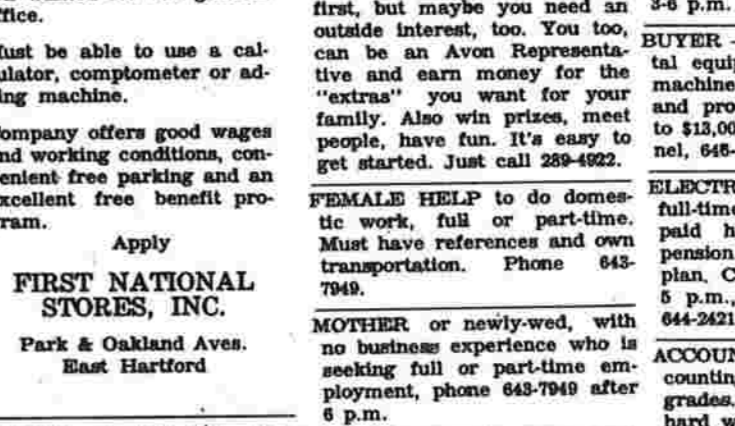 office.
Must be able to use a cal-
culator, comptometer or ad-
ding machine.
Company offers good wages
and working conditions, con-
venient free parking and an
excellent free benefit pro-
gram.
Apply
FIRST NATIONAL
STORES, INC.
Park & Oakland Aves.
East Hartford
first, but maybe you need an
outside interest, too. You too,
can be an Avon Representa-
tive and earn money for the
"extras" you want for your
family. Also win prizes, meet
people, have fun. It's easy to
get started. Just call 289-4922.
FEMALE HELP to do domes-
tic work, full or part-time.
Must have references and own
transportation. Phone 643-
7949.
MOTHER or newly-wed, with
no business experience who is
seeking full or part-time em-
ployment, phone 643-7949 after
6 p.m.
3-6 p.m.
BUYER -
tal equi
machine
and pro
to $13,00
nel, 646-
ELECTR
full-time
paid h
pension
plan, C
5 p.m.,
644-2421
ACCOUN
countin
grades.
hard w